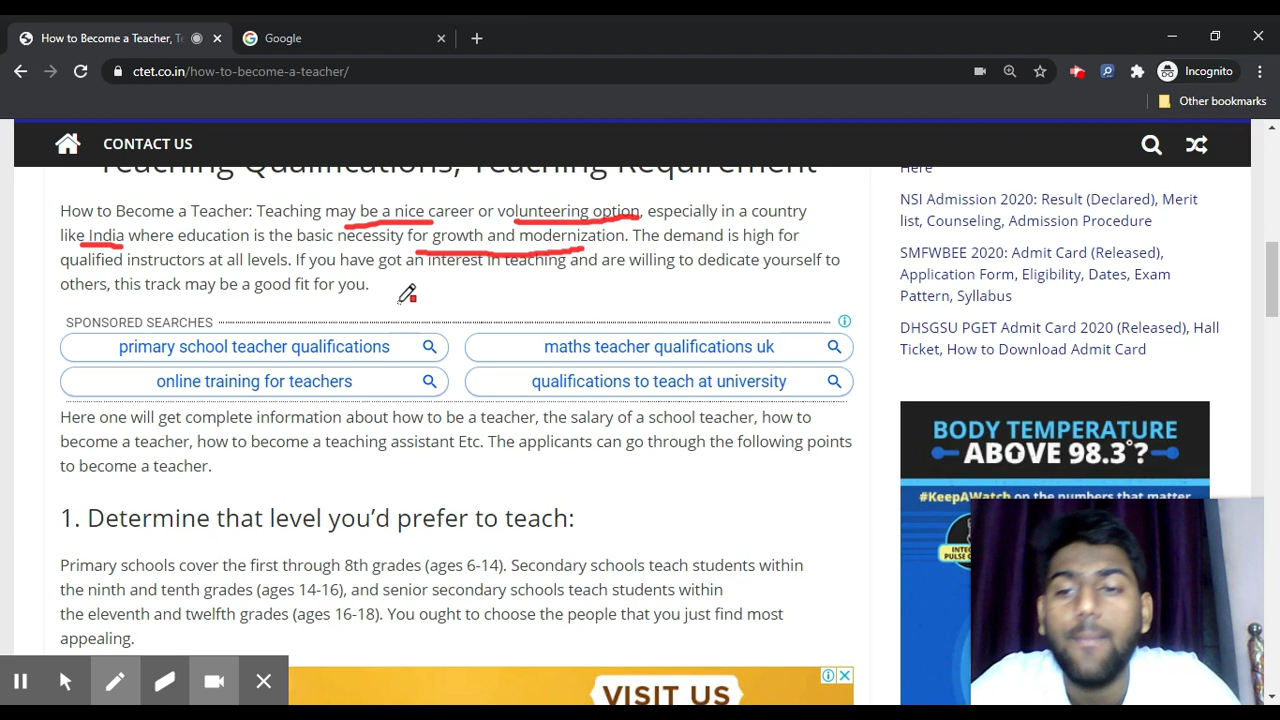 How to Become a Teacher, Te
Google
ctet.co.in/how-to-become-a-teacher/
Incognito
Other bookmarks
CONTACT US
Teaching Qualifications, Teaching Requirement
How to Become a Teacher: Teaching may be a nice career or volunteering option, especially in a country
like India where education is the basic necessity for growth and modernization. The demand is high for
qualified instructors at all levels. If you have got an interest in teaching and are willing to dedicate yourself to
others, this track may be a good fit for you.
SPONSORED SEARCHES
primary school teacher qualifications
maths teacher qualifications uk
online training for teachers
qualifications to teach at university
Here one will get complete information about how to be a teacher, the salary of a school teacher, how to
become a teacher, how to become a teaching assistant Etc. The applicants can go through the following points
to become a teacher.
1. Determine that level you’d prefer to teach:
Primary schools cover the first through 8th grades (ages 6-14). Secondary schools teach students within
the ninth and tenth grades (ages 14-16), and senior secondary schools teach students within
the eleventh and twelfth grades (ages 16-18). You ought to choose the people that you just find most
appealing.
VISIT US
Here
NSI Admission 2020: Result (Declared), Merit
List, Counseling, Admission Procedure
SMFWBEE 2020: Admit Card (Released),
Application Form, Eligibility, Dates, Exam
Pattern, Syllabus
DHSGSU PGET Admit Card 2020 (Released), Hall
Ticket, How to Download Admit Card
BODY TEMPERATURE
ABOVE 98.3°?
#KeepAWatch on the numbers that matter